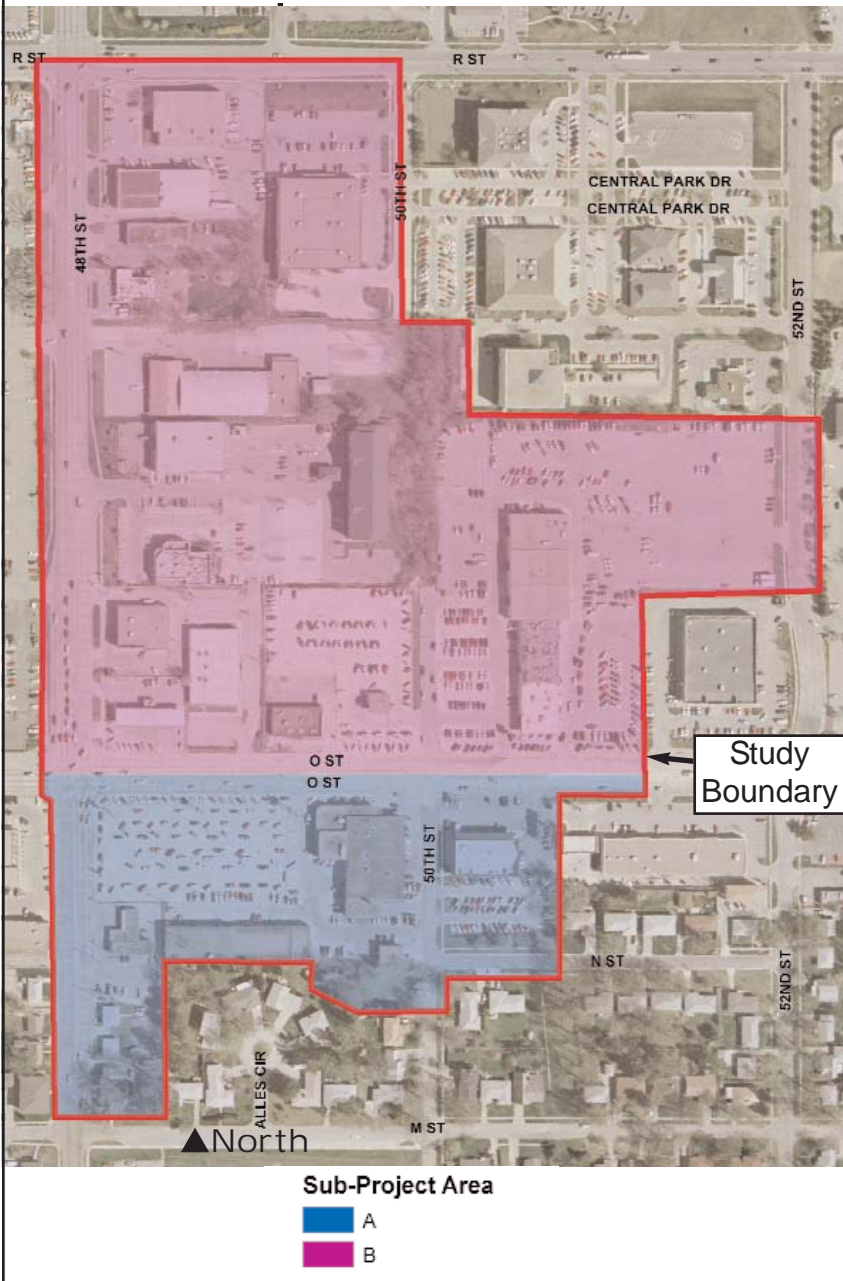 R ST
R ST
CENTRAL PARK DR
CENTRAL PARK DR
50TH ST
48TH ST
52ND ST
O ST
O ST
Study
Boundary
50TH ST
N ST
52ND ST
ALLES CIR
M ST
North
Sub-Project Area
A
B